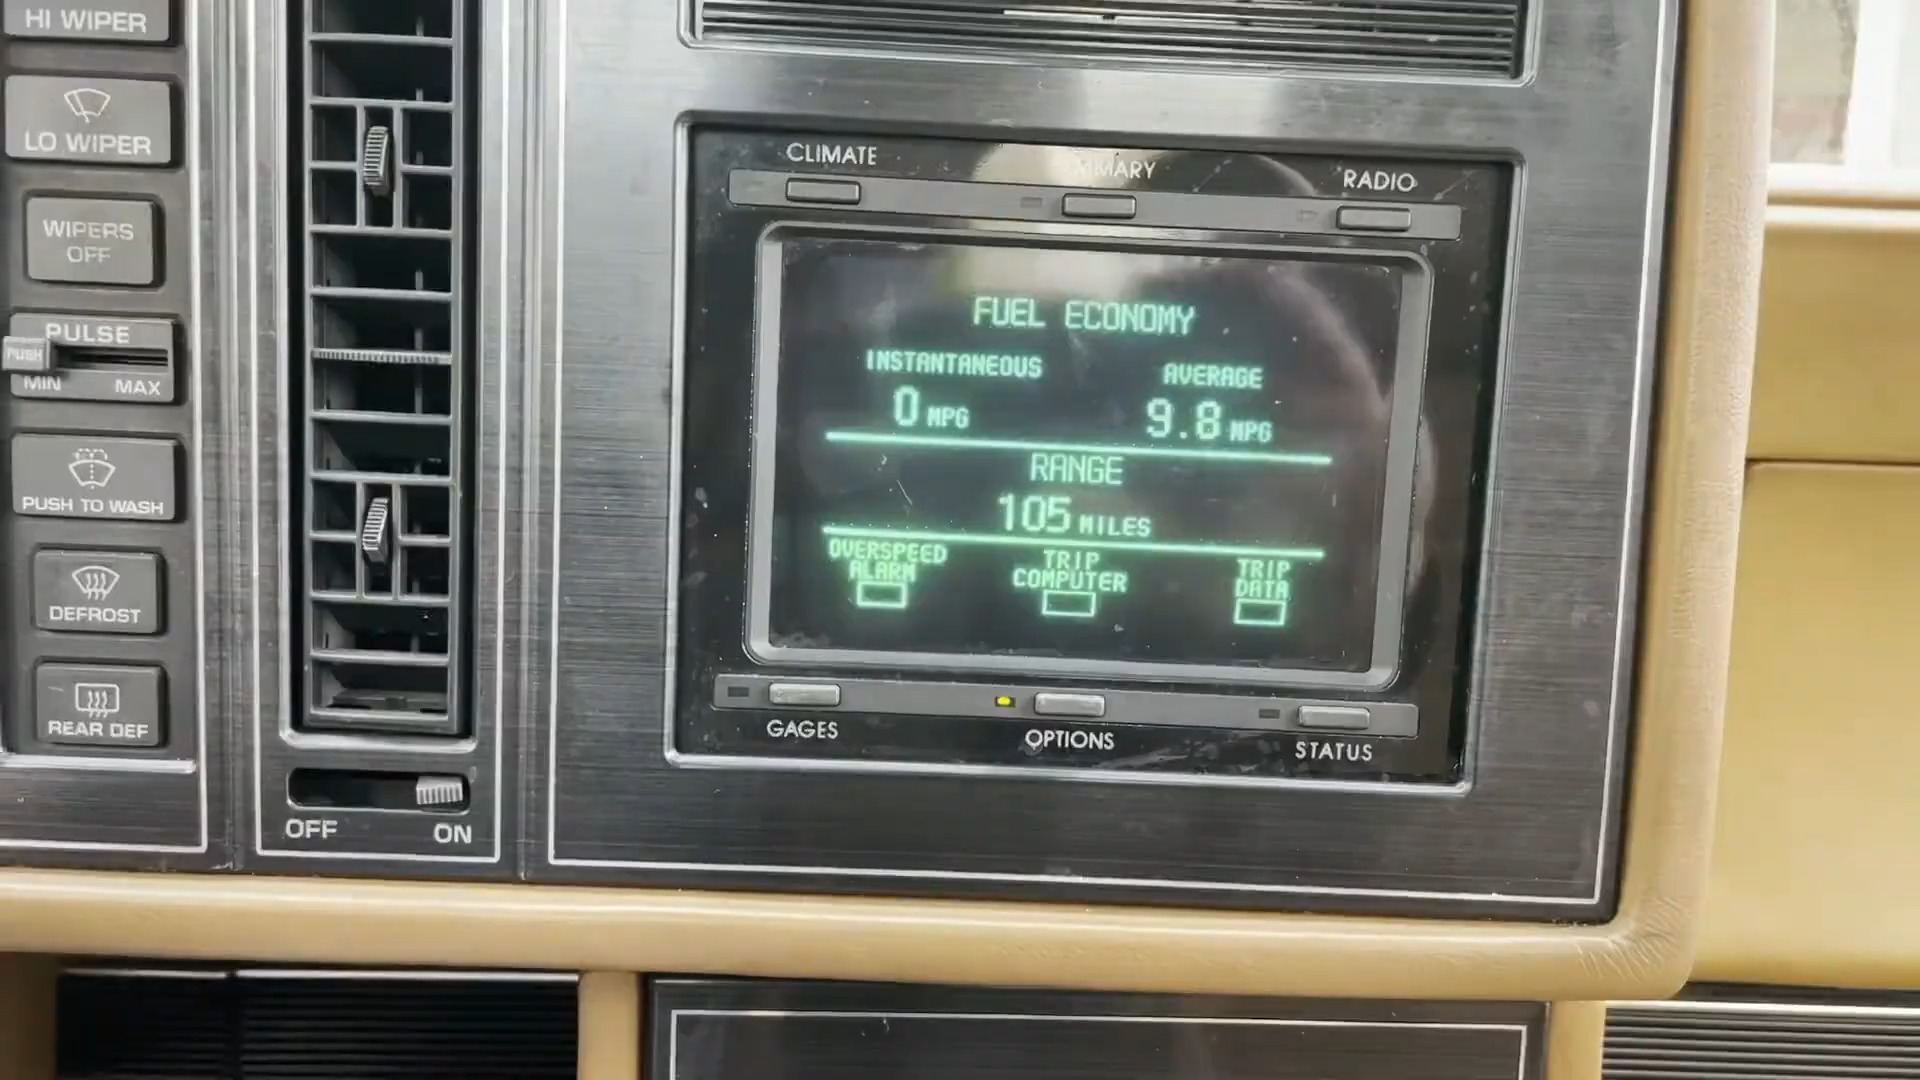 HI WIPER
LO WIPER
WIPERS
OFF
PULSE
PUSH
MIN MAX
PUSH TO WASH
DEFROST
REAR DEF
OFF ON
CLIMATE RADIO
FUEL ECONOMY
INSTANTANEOUS AVERAGE
0 MPG 9.8 MPG
RANGE
105 MILES
OVERSPEED
ALARM
TRIP
COMPUTER
TRIP
DATA
GAGES OPTIONS STATUS